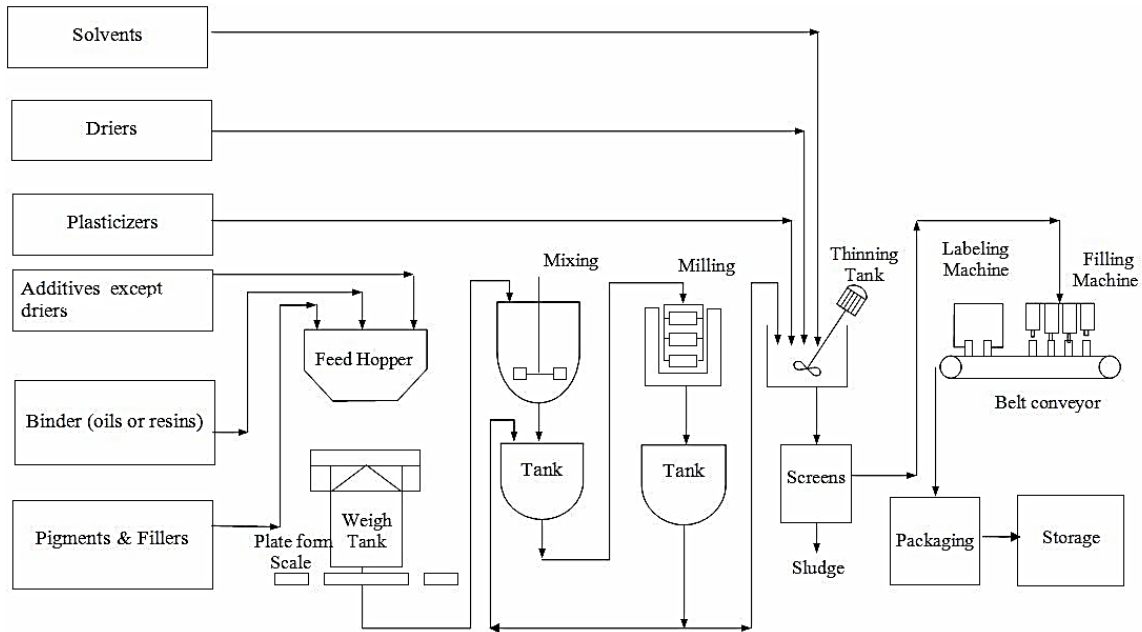 Solvents
Driers
Plasticizers
Additives except
driers
Binder (oils or resins)
Pigments & Fillers
Feed Hopper
Weigh
Tank
Plate form
Scale
Mixing
Tank
Milling
Tank
Thinning
Tank
Screens
Sludge
Labeling
Machine
Filling
Machine
Belt conveyor
Packaging
Storage